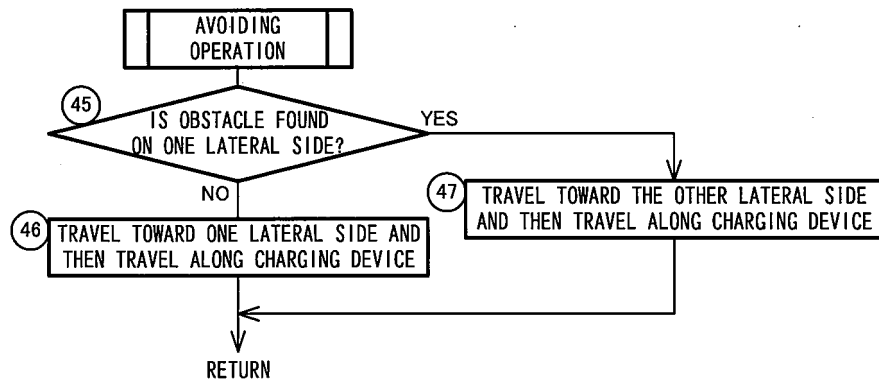 AVOIDING
OPERATION
45
IS OBSTACLE FOUND
ON ONE LATERAL SIDE?
YES
NO
46
TRAVEL TOWARD ONE LATERAL SIDE AND
THEN TRAVEL ALONG CHARGING DEVICE
47
TRAVEL TOWARD THE OTHER LATERAL SIDE
AND THEN TRAVEL ALONG CHARGING DEVICE
RETURN